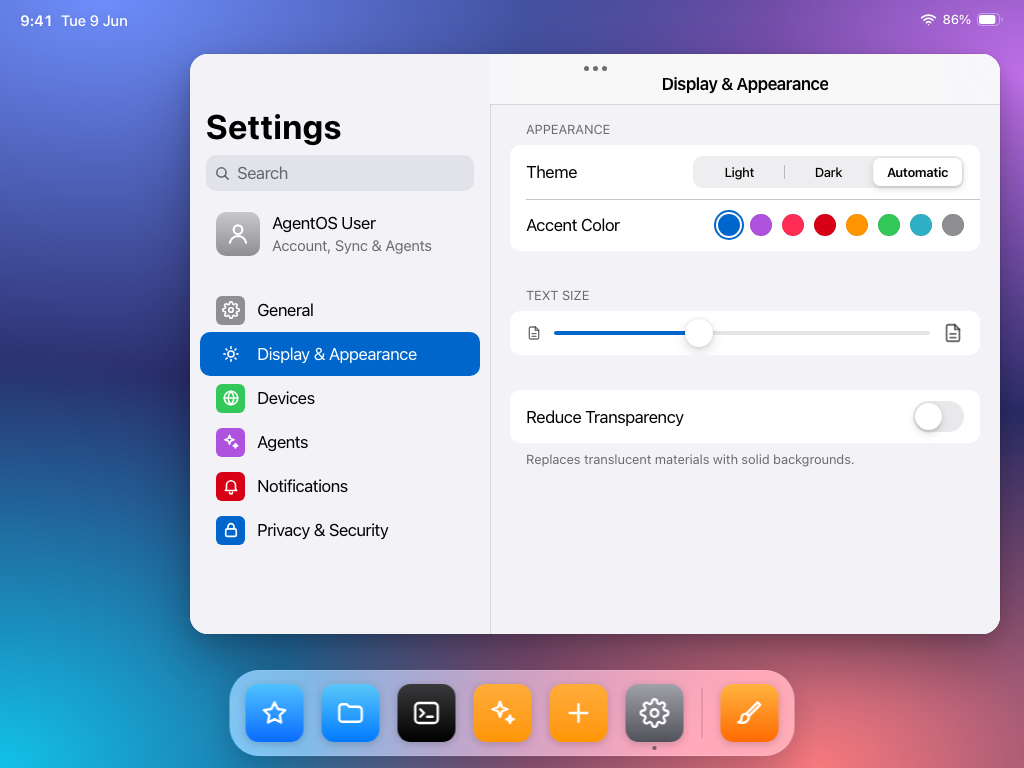 9:41 Tue 9 Jun
86%
Display & Appearance
Settings
Search
AgentOS User
Account, Sync & Agents
General
Display & Appearance
Devices
Agents
Notifications
Privacy & Security
APPEARANCE
Theme
Light
Dark
Automatic
Accent Color
TEXT SIZE
Reduce Transparency
Replaces translucent materials with solid backgrounds.